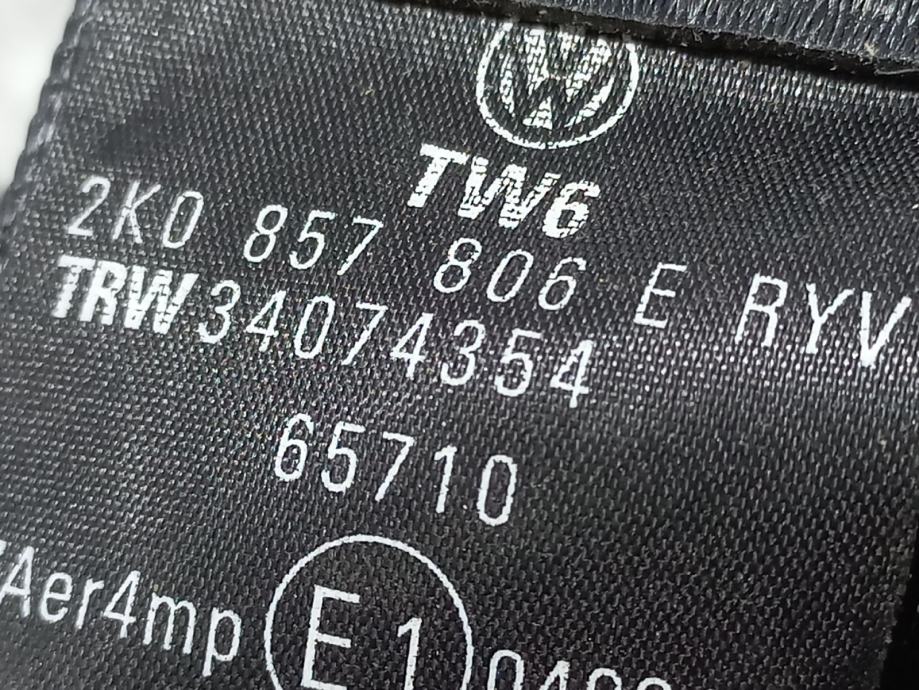 TW6
2K0 857 806 E RYV
TRW 34074354
65710
Aer4mp E1